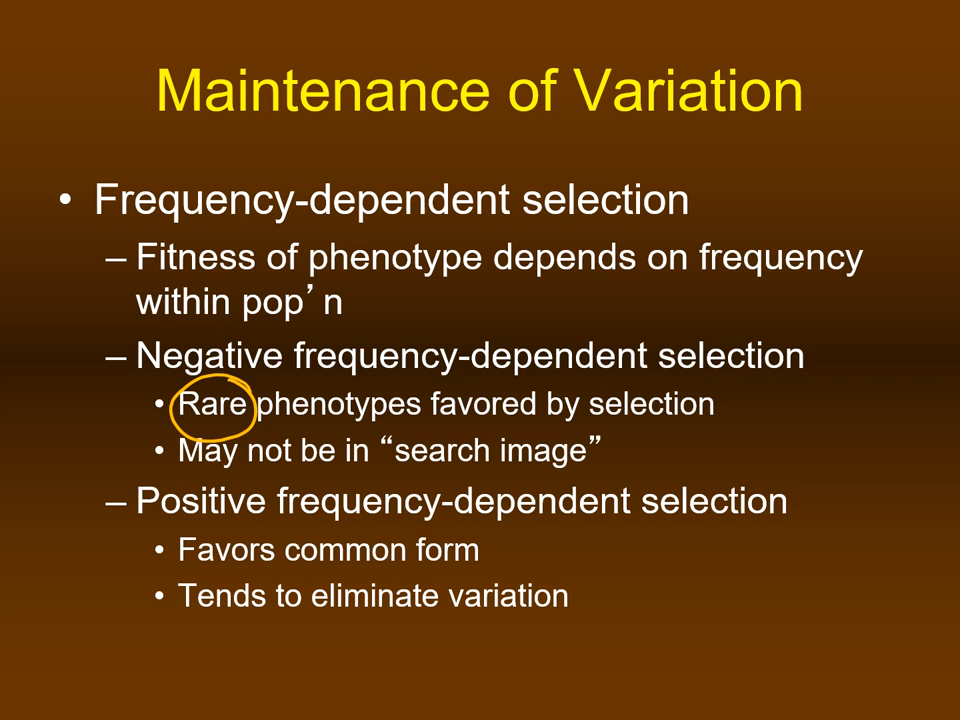 Maintenance of Variation
• Frequency-dependent selection
– Fitness of phenotype depends on frequency
within pop’n
– Negative frequency-dependent selection
• Rare phenotypes favored by selection
• May not be in “search image”
– Positive frequency-dependent selection
• Favors common form
• Tends to eliminate variation